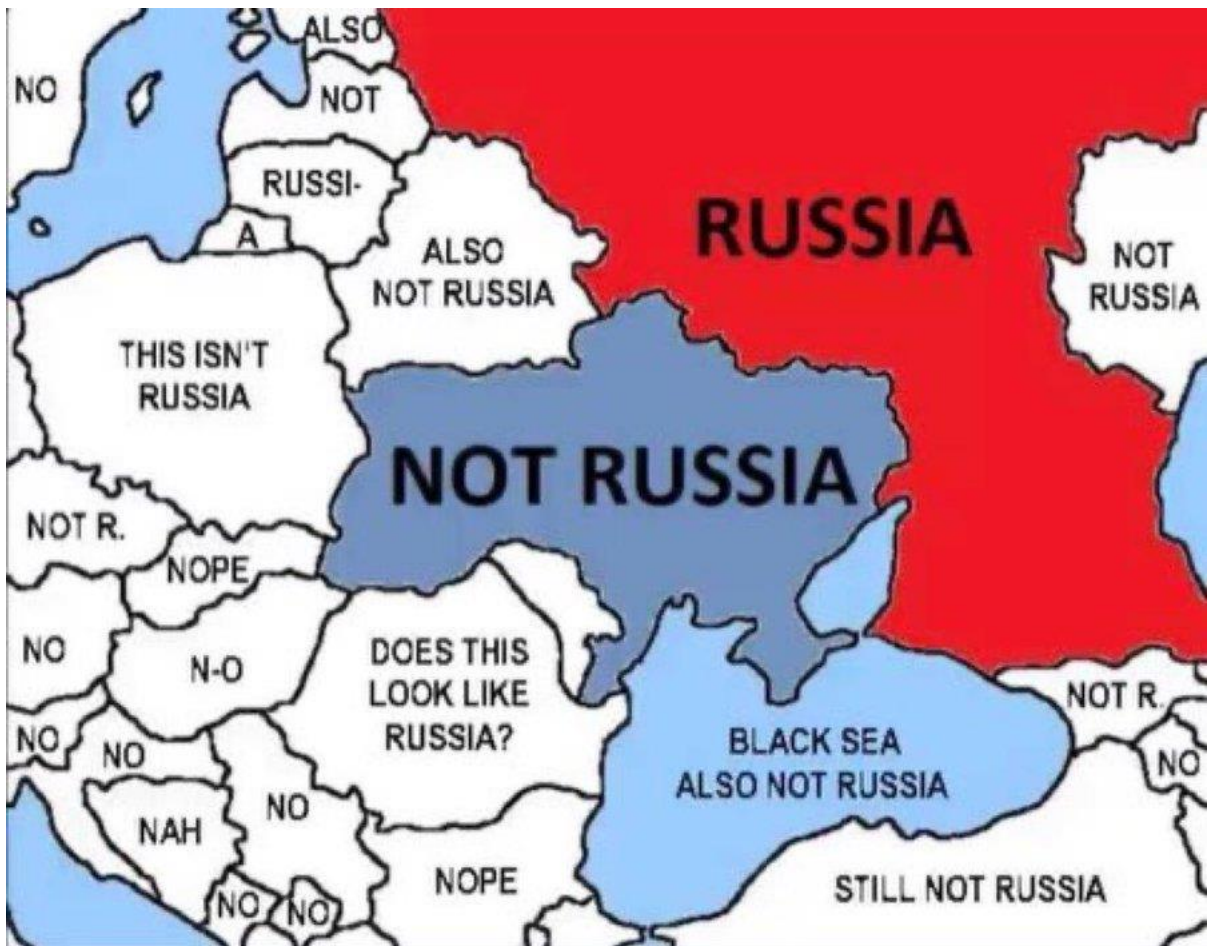 ALSO
NO
NOT
RUSSI-
A
RUSSIA
ALSO
NOT RUSSIA
NOT
RUSSIA
THIS ISN'T
RUSSIA
NOT RUSSIA
NOT R.
NOPE
NO
N-O
DOES THIS
LOOK LIKE
RUSSIA?
NOT R.
NO
NO
BLACK SEA
ALSO NOT RUSSIA
NO
NAH
NO
NOPE
STILL NOT RUSSIA
NO
NO